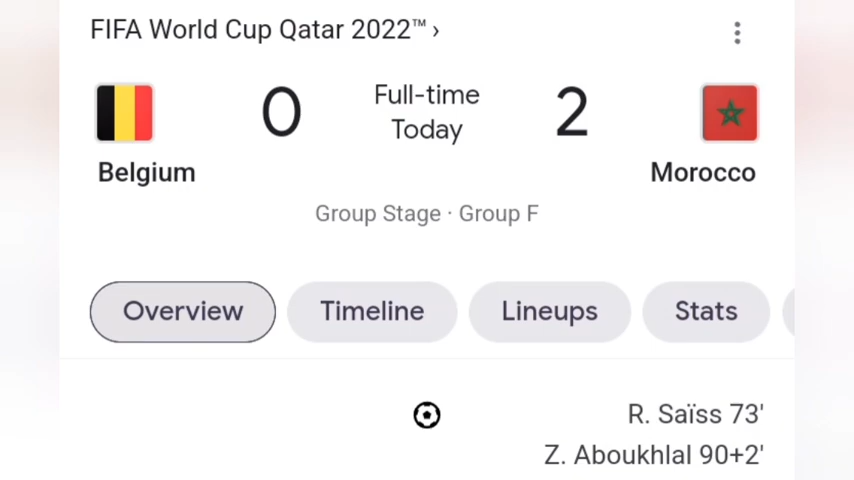 FIFA World Cup Qatar 2022™ ›
0 Full-time 2
Today
Belgium Morocco
Group Stage · Group F
Overview Timeline Lineups Stats
R. Saïss 73'
Z. Aboukhlal 90+2'